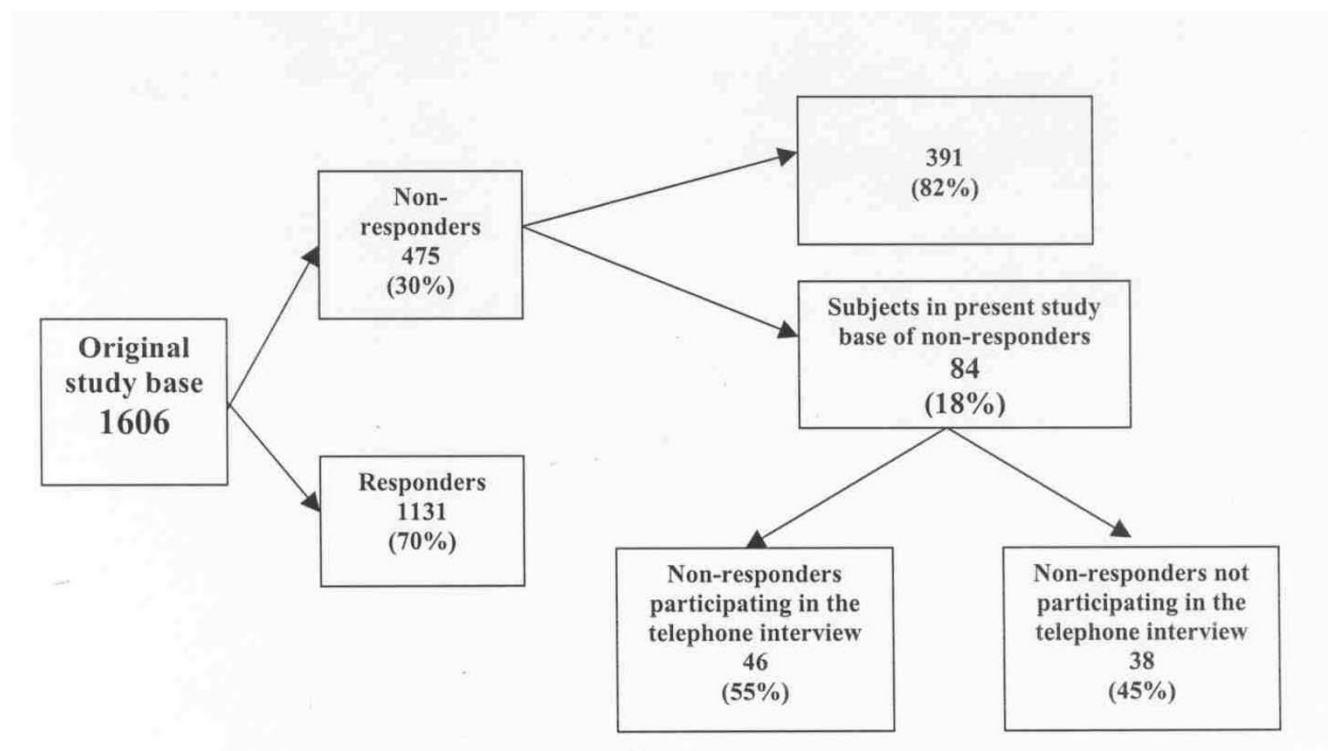 Original
study base
1606
Non-
responders
475
(30%)
Responders
1131
(70%)
391
(82%)
Subjects in present study
base of non-responders
84
(18%)
Non-responders
participating in the
telephone interview
46
(55%)
Non-responders not
participating in the
telephone interview
38
(45%)